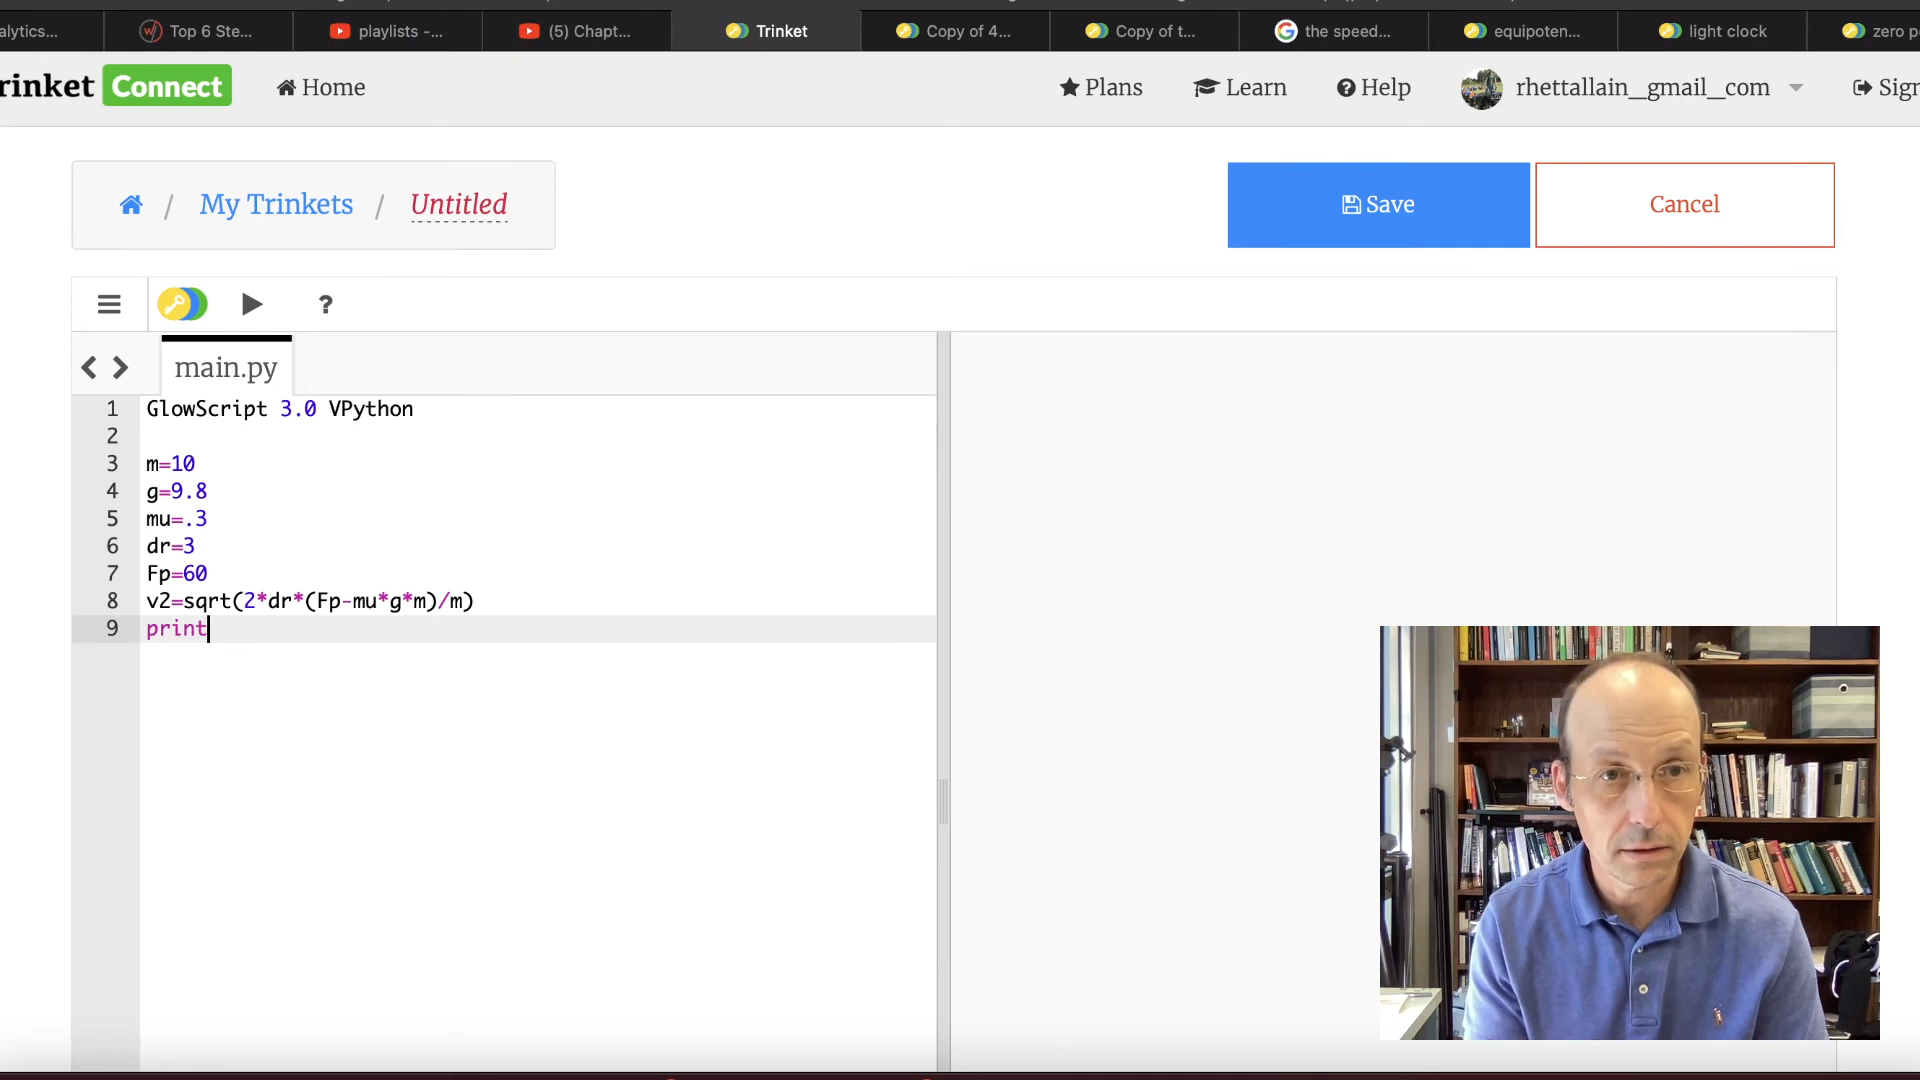 alytics...
Top 6 Ste...
playlists -...
(5) Chapt...
Trinket
Copy of 4...
Copy of t...
the speed...
equipoten...
light clock
zero p
rinket Connect
Home
Plans
Learn
Help
rhettallain_gmail_com
Sign
/ My Trinkets / Untitled
Save
Cancel
?
main.py
1 GlowScript 3.0 VPython
2
3 m=10
4 g=9.8
5 mu=.3
6 dr=3
7 Fp=60
8 v2=sqrt(2*dr*(Fp-mu*g*m)/m)
9 print